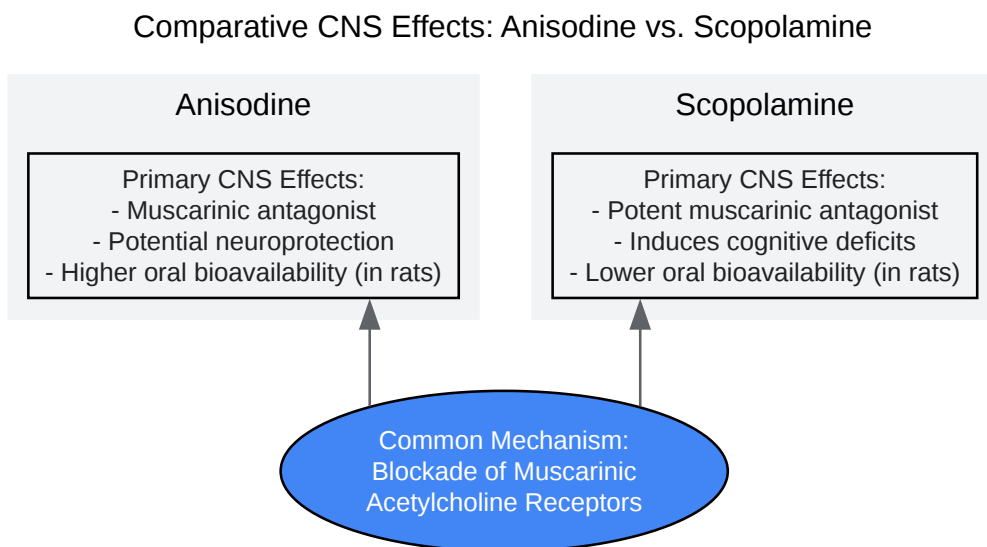 Comparative CNS Effects: Anisodine vs. Scopolamine
Anisodine
Primary CNS Effects:
- Muscarinic antagonist
- Potential neuroprotection
- Higher oral bioavailability (in rats)
Scopolamine
Primary CNS Effects:
- Potent muscarinic antagonist
- Induces cognitive deficits
- Lower oral bioavailability (in rats)
Common Mechanism:
Blockade of Muscarinic
Acetylcholine Receptors